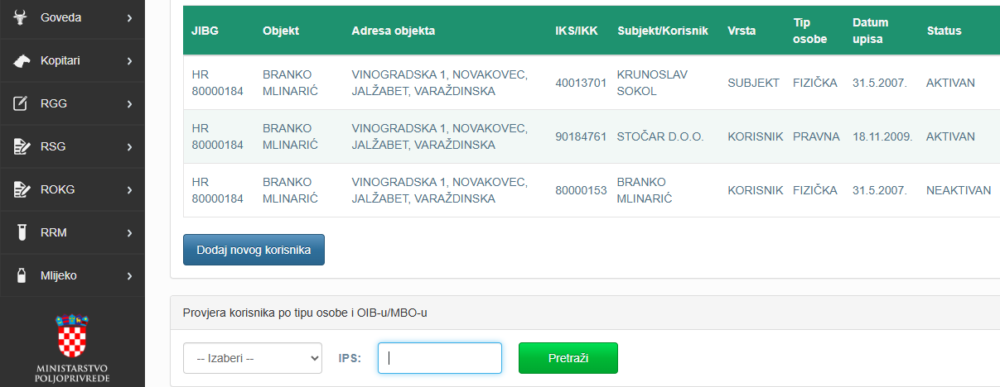 Goveda
Kopitari
RGG
RSG
ROKG
RRM
Mlijeko
MINISTARSTVO
POLJOPRIVREDE
JIBG Objekt Adresa objekta IKS/IKK Subjekt/Korisnik Vrsta Tip osobe Datum upisa Status
HR 80000184 BRANKO MLINARIĆ VINOGRADSKA 1, NOVAKOVEC, JALŽABET, VARAŽDINSKA 40013701 KRUNOSLAV SOKOL SUBJEKT FIZIČKA 31.5.2007. AKTIVAN
HR 80000184 BRANKO MLINARIĆ VINOGRADSKA 1, NOVAKOVEC, JALŽABET, VARAŽDINSKA 90184761 STOČAR D.O.O. KORISNIK PRAVNA 18.11.2009. AKTIVAN
HR 80000184 BRANKO MLINARIĆ VINOGRADSKA 1, NOVAKOVEC, JALŽABET, VARAŽDINSKA 80000153 BRANKO MLINARIĆ KORISNIK FIZIČKA 31.5.2007. NEAKTIVAN
Dodaj novog korisnika
Provjera korisnika po tipu osobe i OIB-u/MBO-u
-- Izaberi -- IPS: Pretraži